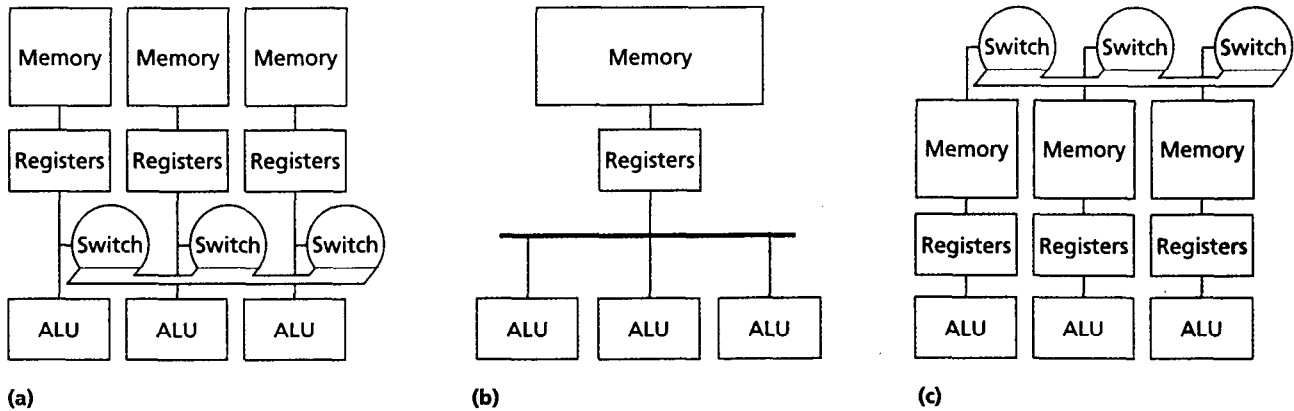 Memory Memory Memory
Registers Registers Registers
Switch Switch Switch
ALU ALU ALU
(a)
Memory
Registers
ALU ALU ALU
(b)
Switch Switch Switch
Memory Memory Memory
Registers Registers Registers
ALU ALU ALU
(c)